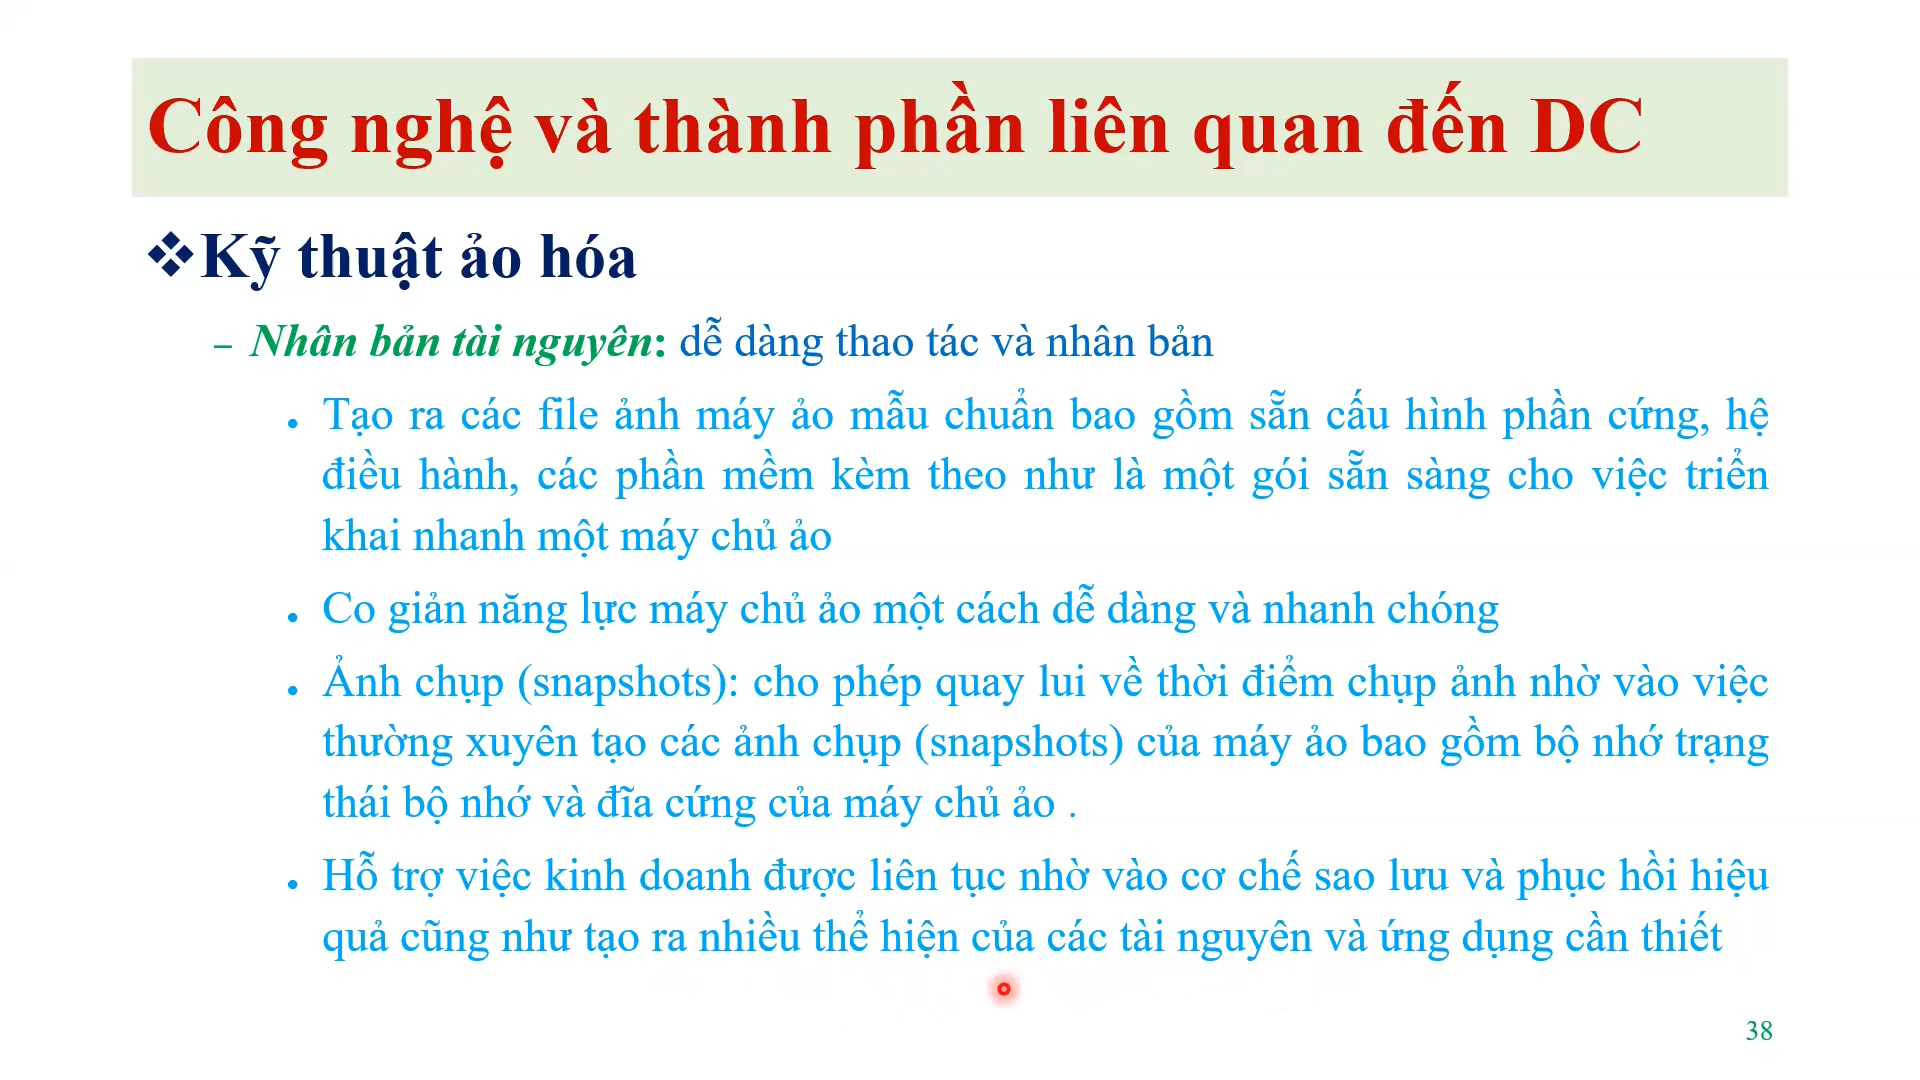 Công nghệ và thành phần liên quan đến DC
❖Kỹ thuật ảo hóa
– Nhân bản tài nguyên: dễ dàng thao tác và nhân bản
• Tạo ra các file ảnh máy ảo mẫu chuẩn bao gồm sẵn cấu hình phần cứng, hệ
điều hành, các phần mềm kèm theo như là một gói sẵn sàng cho việc triển
khai nhanh một máy chủ ảo
• Co giản năng lực máy chủ ảo một cách dễ dàng và nhanh chóng
• Ảnh chụp (snapshots): cho phép quay lui về thời điểm chụp ảnh nhờ vào việc
thường xuyên tạo các ảnh chụp (snapshots) của máy ảo bao gồm bộ nhớ trạng
thái bộ nhớ và đĩa cứng của máy chủ ảo .
• Hỗ trợ việc kinh doanh được liên tục nhờ vào cơ chế sao lưu và phục hồi hiệu
quả cũng như tạo ra nhiều thể hiện của các tài nguyên và ứng dụng cần thiết
38